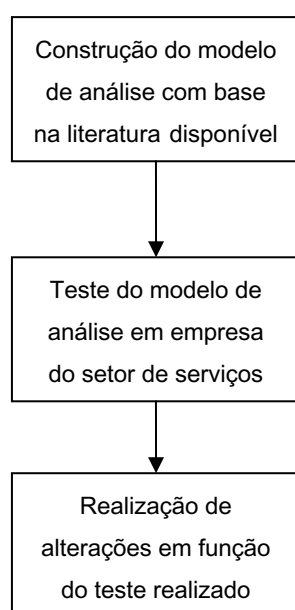 Construção do modelo
de análise com base
na literatura disponível
Teste do modelo de
análise em empresa
do setor de serviços
Realização de
alterações em função
do teste realizado